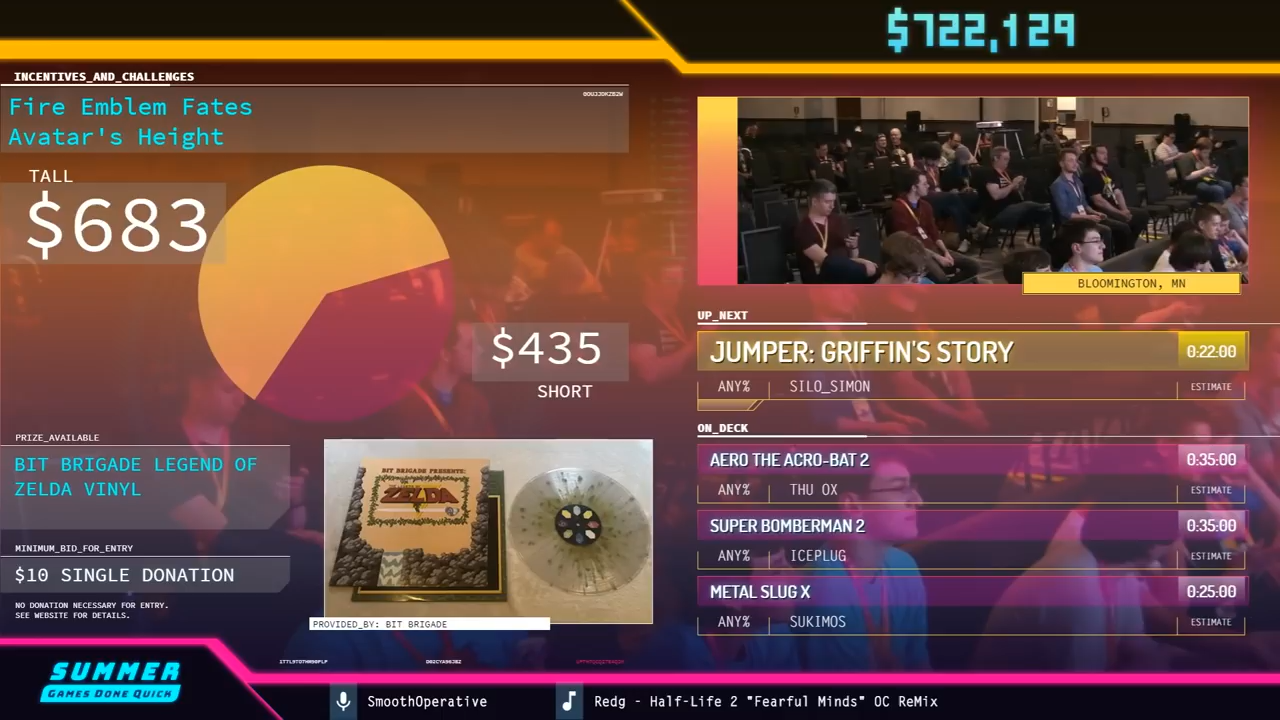 $722,129
INCENTIVES_AND_CHALLENGES
Fire Emblem Fates
Avatar's Height
TALL
$683
$435
SHORT
PRIZE_AVAILABLE
BIT BRIGADE LEGEND OF
ZELDA VINYL
MINIMUM_BID_FOR_ENTRY
$10 SINGLE DONATION
NO DONATION NECESSARY FOR ENTRY.
SEE WEBSITE FOR DETAILS.
BIT BRIGADE PRESENTS:
ZELDA
PROVIDED_BY: BIT BRIGADE
BLOOMINGTON, MN
UP_NEXT
JUMPER: GRIFFIN'S STORY 0:22:00
ANY% SILO_SIMON ESTIMATE
ON_DECK
AERO THE ACRO-BAT 2 0:35:00
ANY% THU OX ESTIMATE
SUPER BOMBERMAN 2 0:35:00
ANY% ICEPLUG ESTIMATE
METAL SLUG X 0:25:00
ANY% SUKIMOS ESTIMATE
SUMMER
GAMES DONE QUICK
SmoothOperative
Redg - Half-Life 2 "Fearful Minds" OC ReMix